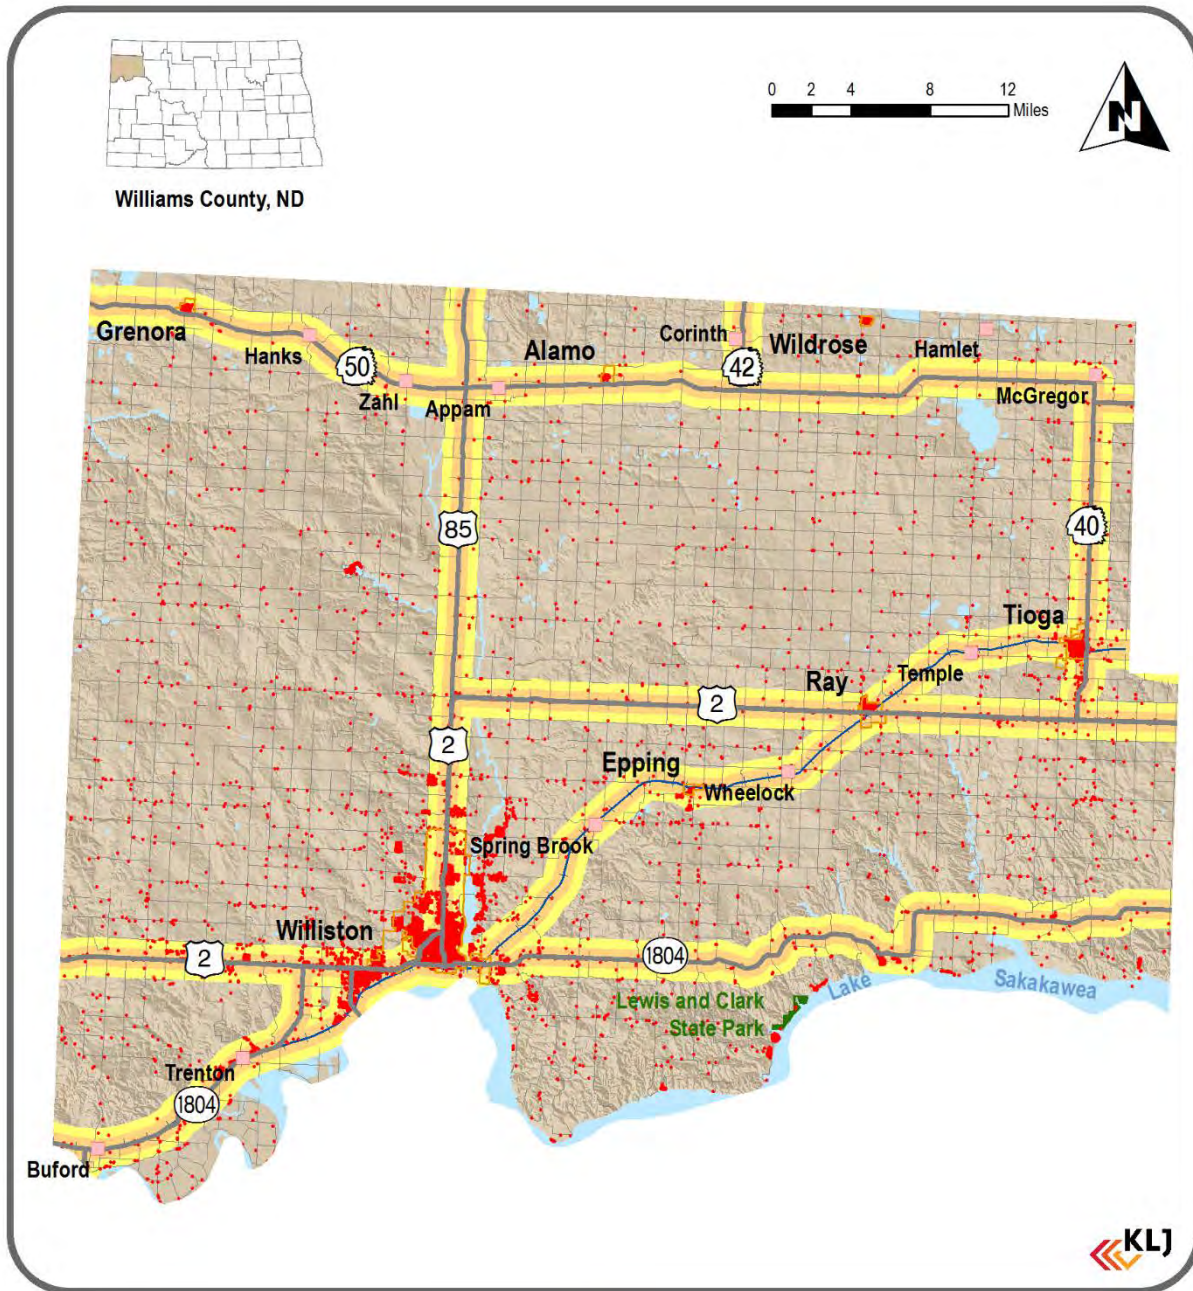 0 2 4 8 12
Miles
N
Williams County, ND
Grenora
Hanks
50
Zahl
Appam
Alamo
Corinth
42
Wildrose
Hamlet
McGregor
85
40
Tioga
Temple
Ray
2
2
Epping
Wheelock
Spring Brook
Williston
2
1804
Lewis and Clark
State Park
Lake
Sakakawea
Trenton
1804
Buford
KLJ